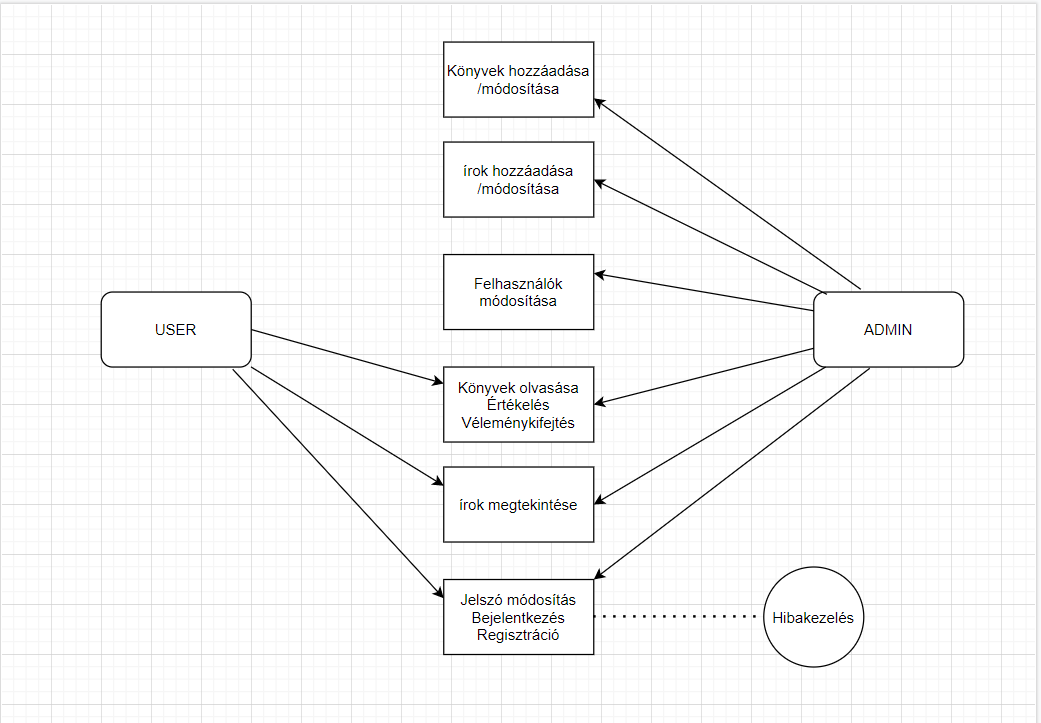 Könyvek hozzáadása
/módosítása
írok hozzáadása
/módosítása
Felhasználók
módosítása
USER
ADMIN
Könyvek olvasása
Értékelés
Véleménykifejtés
írok megtekintése
Jelszó módosítás
Bejelentkezés
Regisztráció
Hibakezelés